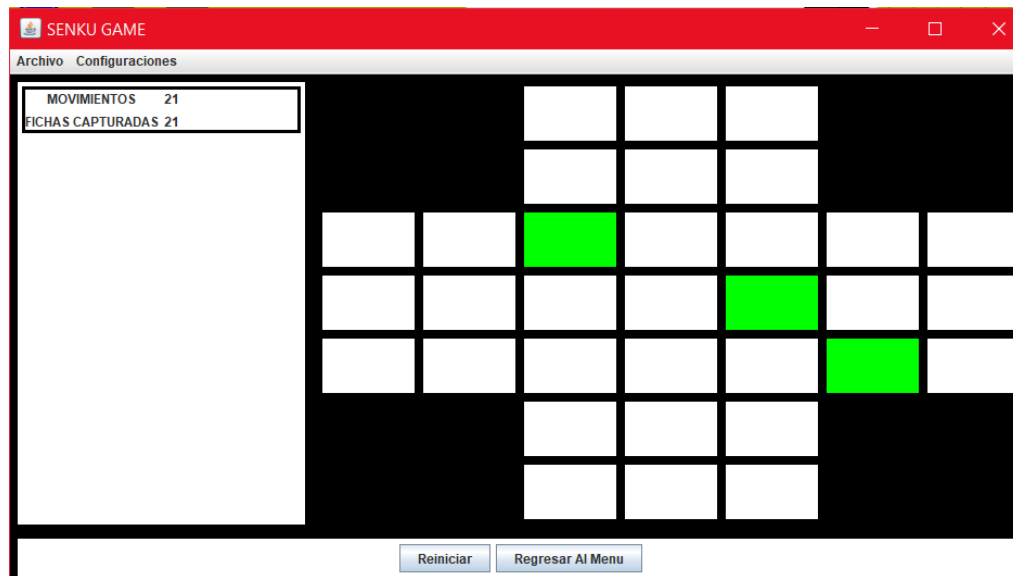 SENKU GAME
Archivo Configuraciones
MOVIMIENTOS 21
FICHAS CAPTURADAS 21
Reiniciar Regresar Al Menu